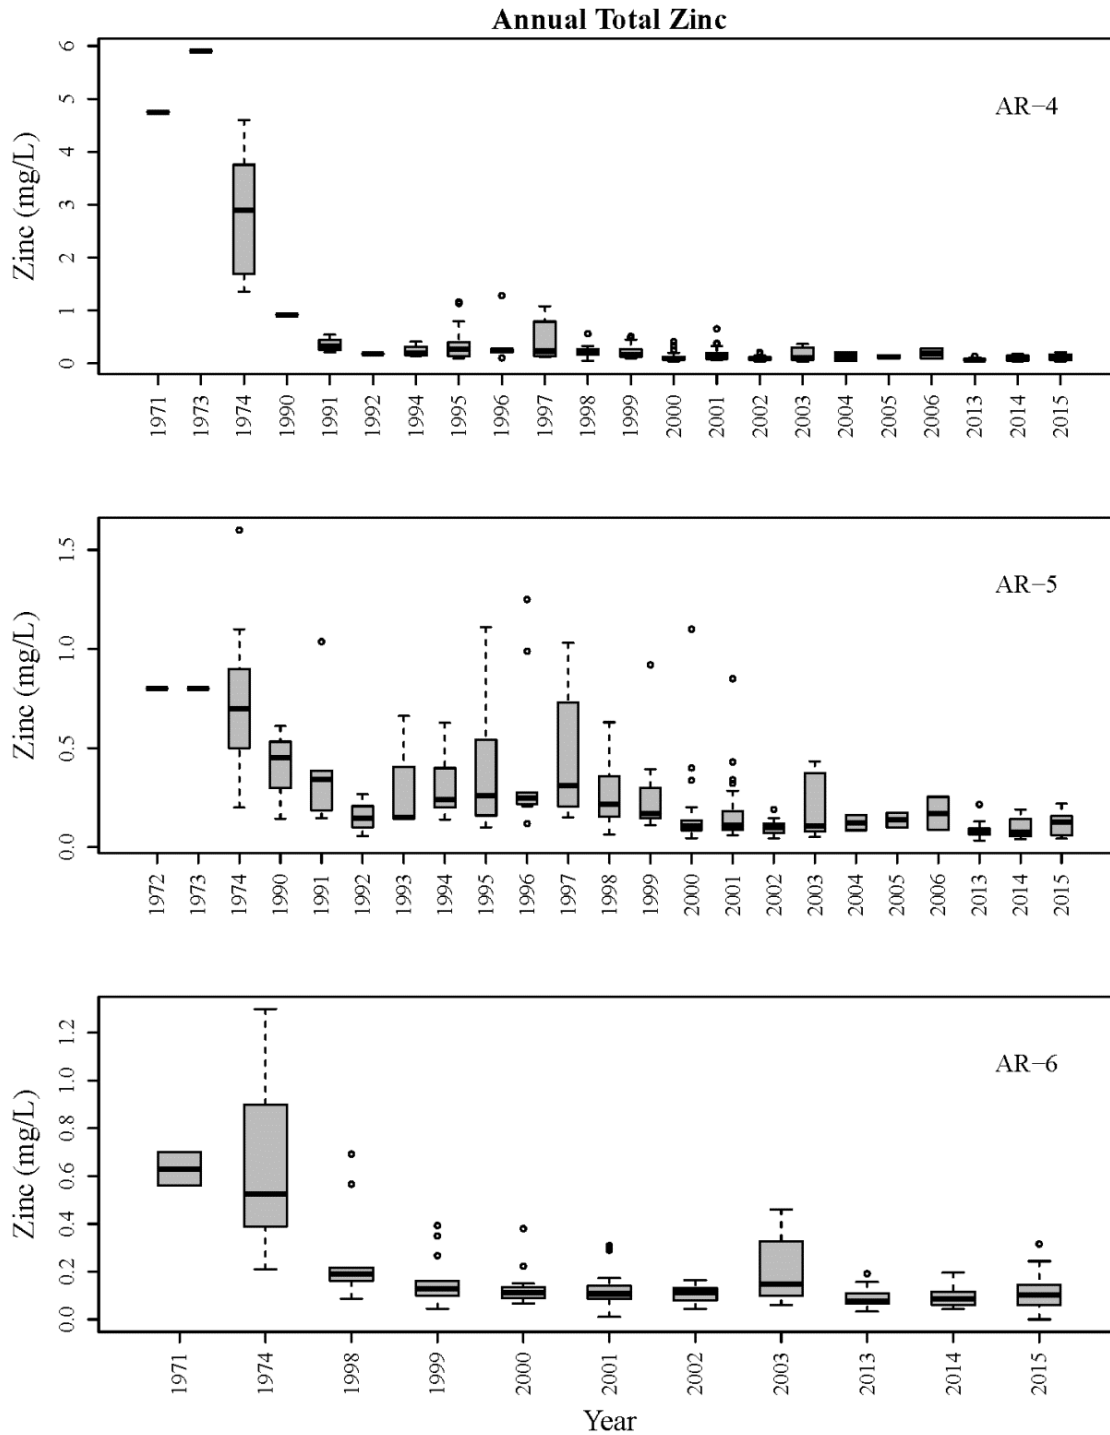 Annual Total Zinc
AR−4
Zinc (mg/L)
6
5
4
3
2
1
0
1971 1973 1974 1990 1991 1992 1994 1995 1996 1997 1998 1999 2000 2001 2002 2003 2004 2005 2006 2013 2014 2015
AR−5
Zinc (mg/L)
1.5
1.0
0.5
0.0
1972 1973 1974 1990 1991 1992 1993 1994 1995 1996 1997 1998 1999 2000 2001 2002 2003 2004 2005 2006 2013 2014 2015
AR−6
Zinc (mg/L)
1.2
1.0
0.8
0.6
0.4
0.2
0.0
1971 1974 1998 1999 2000 2001 2002 2003 2013 2014 2015
Year